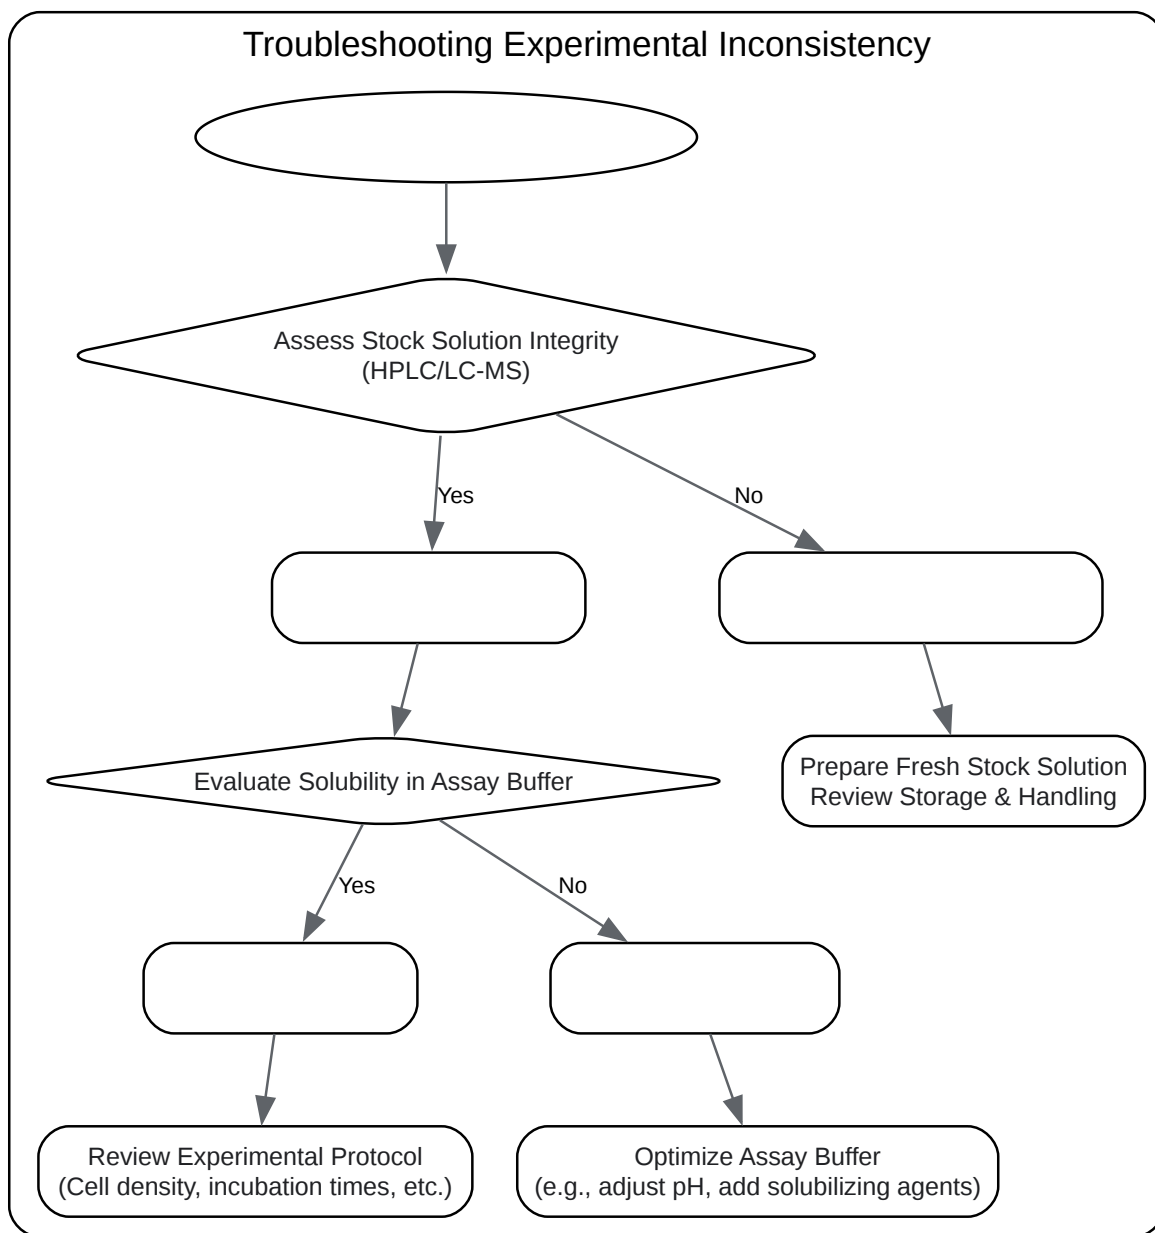 Troubleshooting Experimental Inconsistency
Assess Stock Solution Integrity
(HPLC/LC-MS)
Yes
No
Prepare Fresh Stock Solution
Review Storage & Handling
Evaluate Solubility in Assay Buffer
Yes
No
Review Experimental Protocol
(Cell density, incubation times, etc.)
Optimize Assay Buffer
(e.g., adjust pH, add solubilizing agents)